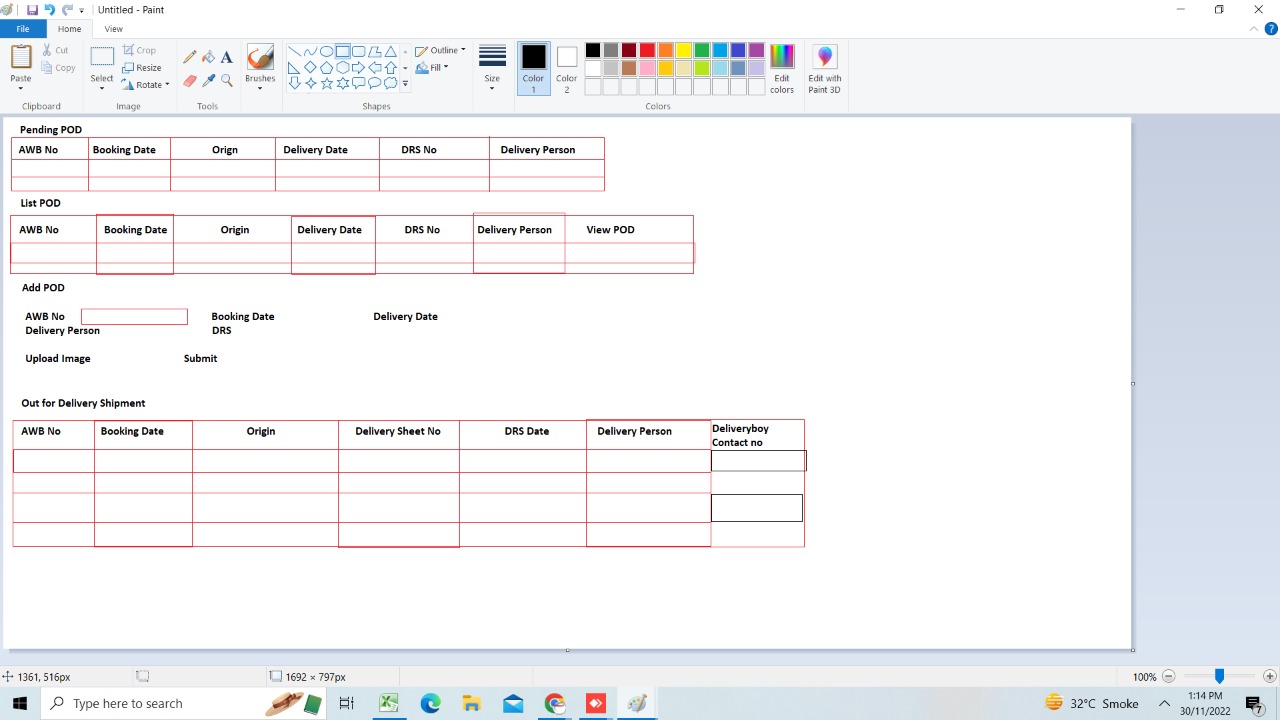 Untitled - Paint
File Home View
Paste
Cut
Copy
Clipboard
Select
Crop
Resize
Rotate
Image
Tools
Brushes
Outline
Fill
Shapes
Size
Color 1
Color 2
Edit colors
Colors
Edit with Paint 3D
Pending POD
AWB No Booking Date Orign Delivery Date DRS No Delivery Person
List POD
AWB No Booking Date Origin Delivery Date DRS No Delivery Person View POD
Add POD
AWB No Booking Date Delivery Date
Delivery Person DRS
Upload Image Submit
Out for Delivery Shipment
AWB No Booking Date Origin Delivery Sheet No DRS Date Delivery Person Deliveryboy
Contact no
1361, 516px 1692 × 797px 100%
Type here to search 32°C Smoke 1:14 PM
30/11/2022 7